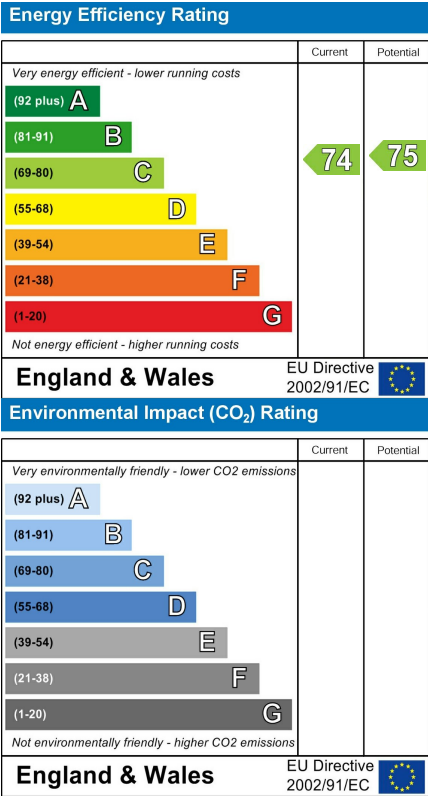 Energy Efficiency Rating
Current Potential
Very energy efficient - lower running costs
(92 plus) A
(81-91) B
(69-80) C
74 75
(55-68) D
(39-54) E
(21-38) F
(1-20) G
Not energy efficient - higher running costs
England & Wales
EU Directive
2002/91/EC
Environmental Impact (CO₂) Rating
Current Potential
Very environmentally friendly - lower CO2 emissions
(92 plus) A
(81-91) B
(69-80) C
(55-68) D
(39-54) E
(21-38) F
(1-20) G
Not environmentally friendly - higher CO2 emissions
England & Wales
EU Directive
2002/91/EC